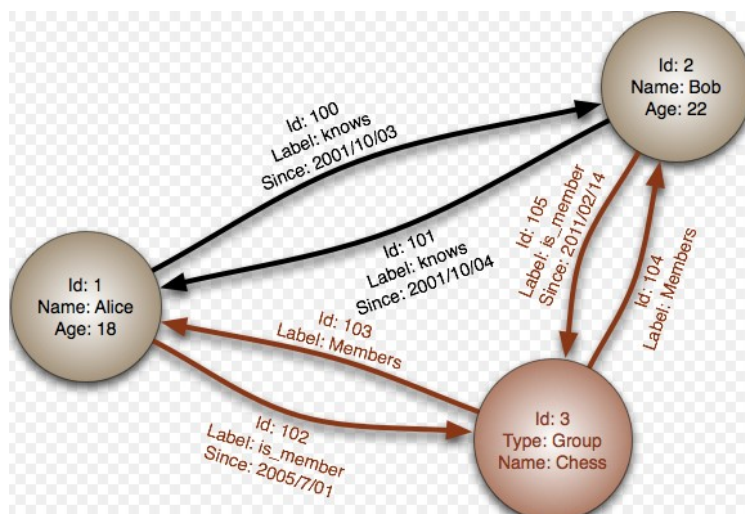 Id: 2
Name: Bob
Age: 22
Id: 100
Label: knows
Since: 2001/10/03
Id: 101
Label: knows
Since: 2001/10/04
Id: 105
Label: is_member
Since: 2011/02/14
Id: 104
Label: Members
Id: 1
Name: Alice
Age: 18
Id: 103
Label: Members
Id: 102
Label: is_member
Since: 2005/7/01
Id: 3
Type: Group
Name: Chess